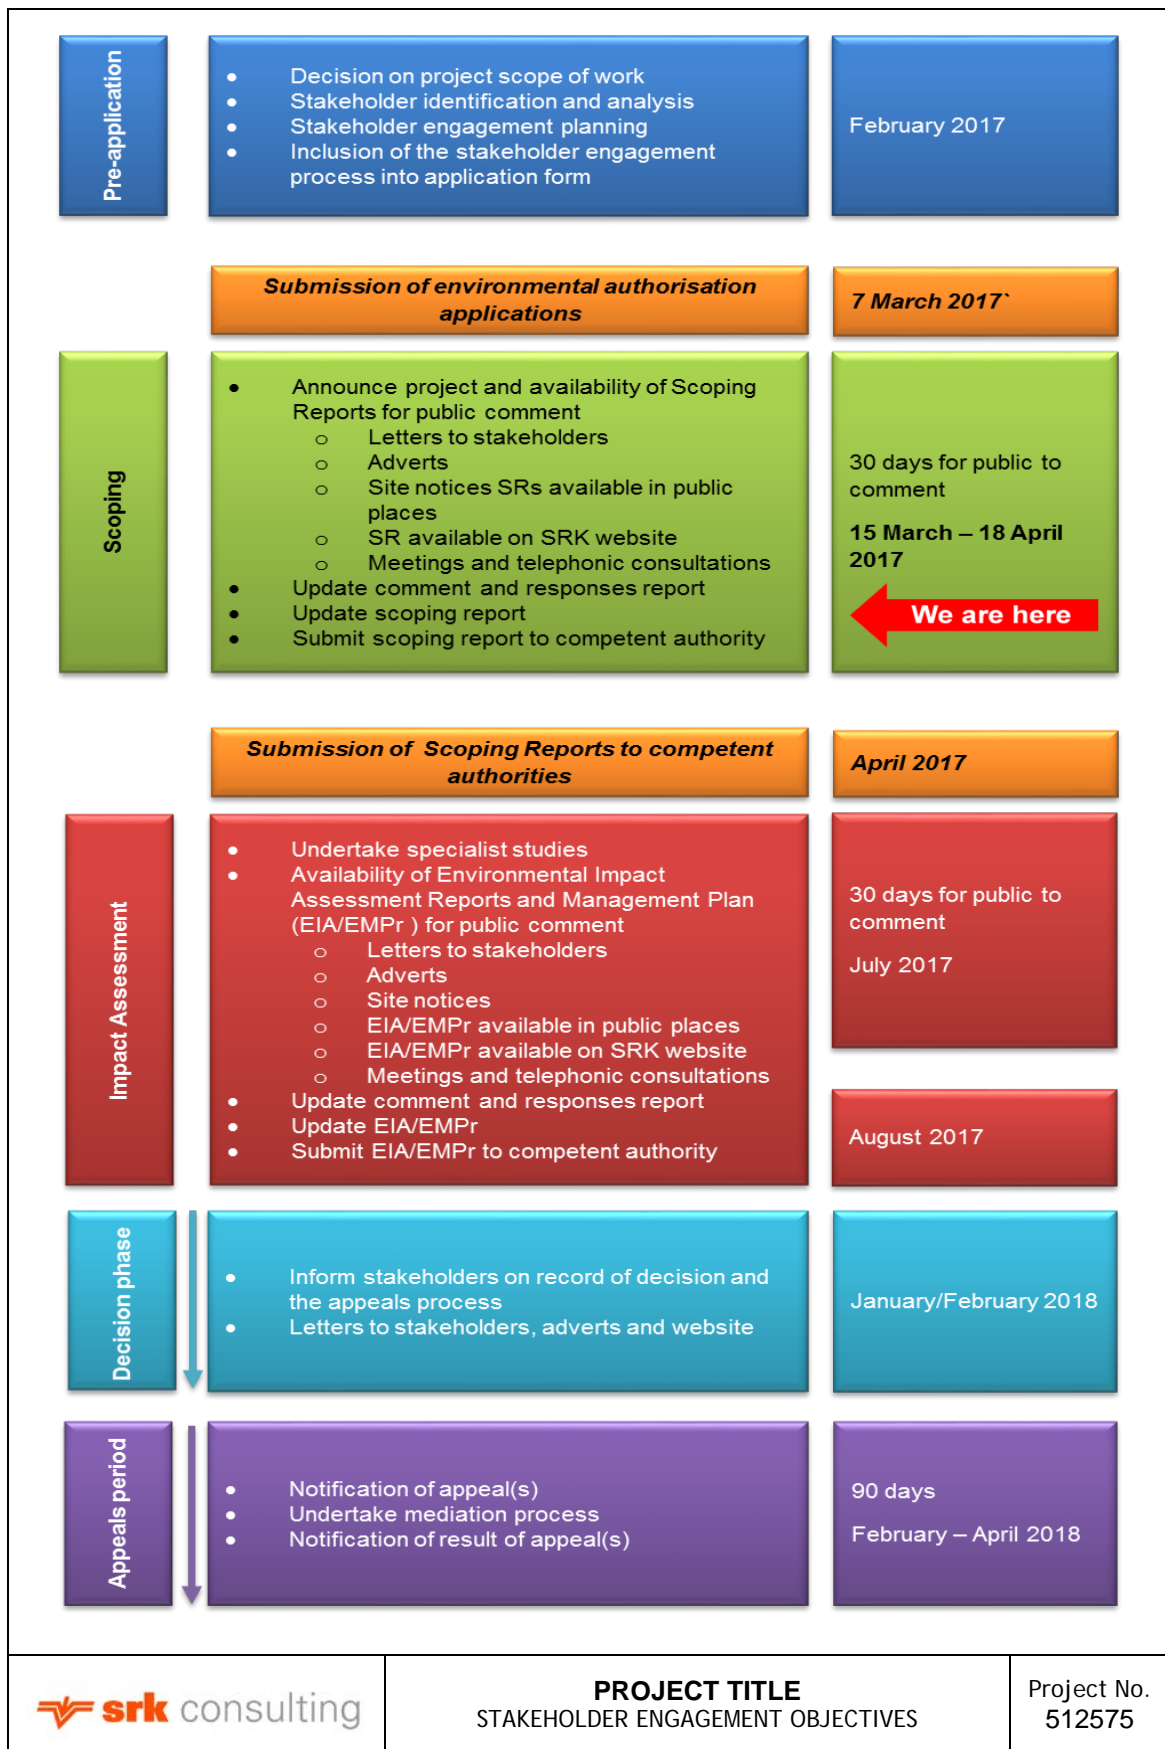 Pre-application
• Decision on project scope of work
• Stakeholder identification and analysis
• Stakeholder engagement planning
• Inclusion of the stakeholder engagement
process into application form
February 2017
Submission of environmental authorisation
applications
7 March 2017`
Scoping
• Announce project and availability of Scoping
Reports for public comment
o Letters to stakeholders
o Adverts
o Site notices SRs available in public
places
o SR available on SRK website
o Meetings and telephonic consultations
• Update comment and responses report
• Update scoping report
• Submit scoping report to competent authority
30 days for public to
comment
15 March – 18 April
2017
We are here
Submission of Scoping Reports to competent
authorities
April 2017
Impact Assessment
• Undertake specialist studies
• Availability of Environmental Impact
Assessment Reports and Management Plan
(EIA/EMPr ) for public comment
o Letters to stakeholders
o Adverts
o Site notices
o EIA/EMPr available in public places
o EIA/EMPr available on SRK website
o Meetings and telephonic consultations
• Update comment and responses report
• Update EIA/EMPr
• Submit EIA/EMPr to competent authority
30 days for public to
comment
July 2017
August 2017
Decision phase
• Inform stakeholders on record of decision and
the appeals process
• Letters to stakeholders, adverts and website
January/February 2018
Appeals period
• Notification of appeal(s)
• Undertake mediation process
• Notification of result of appeal(s)
90 days
February – April 2018
srk consulting
PROJECT TITLE
STAKEHOLDER ENGAGEMENT OBJECTIVES
Project No.
512575